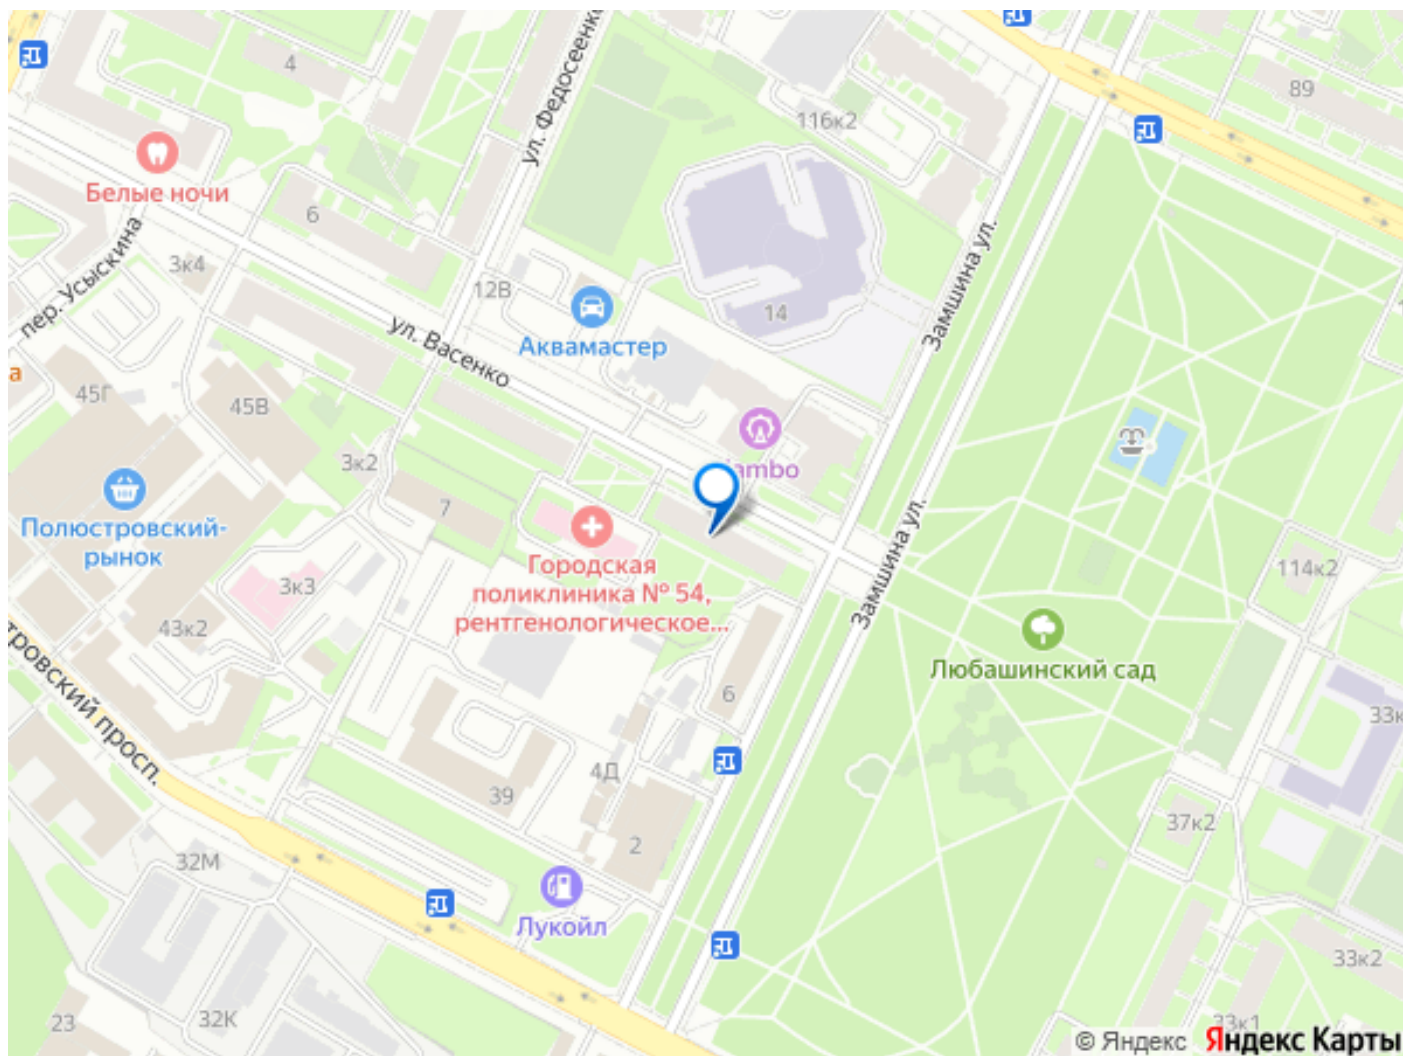 4
ул. Федосеенко
89
116к2
Белые ночи
6
пер. Усыскина
3к4
12В
Аквамастер
14
Замшина ул.
ул. Васенко
а
45Г
45В
3к2
7
Полюстровский-
рынок
Городская
поликлиника № 54,
рентгенологическое...
Замшина ул.
114к2
3к3
43к2
Любашинский сад
6
тровский просп.
4Д
39
2
37к2
32М
Лукойл
33к2
23
32К
33к1
© Яндекс Яндекс Карты